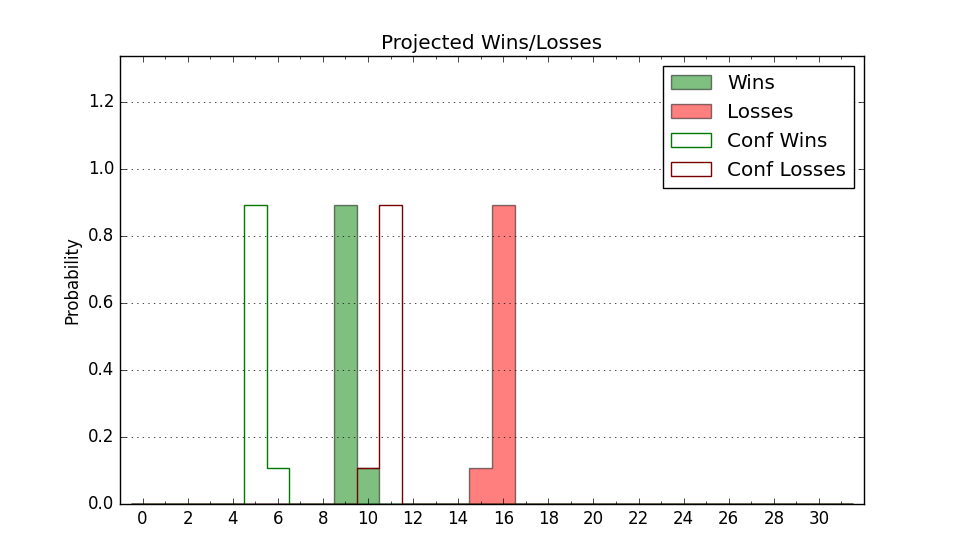 Projected Wins/Losses
Wins
Losses
Conf Wins
Conf Losses
Probability
1.2
1.0
0.8
0.6
0.4
0.2
0.0
0 2 4 6 8 10 12 14 16 18 20 22 24 26 28 30